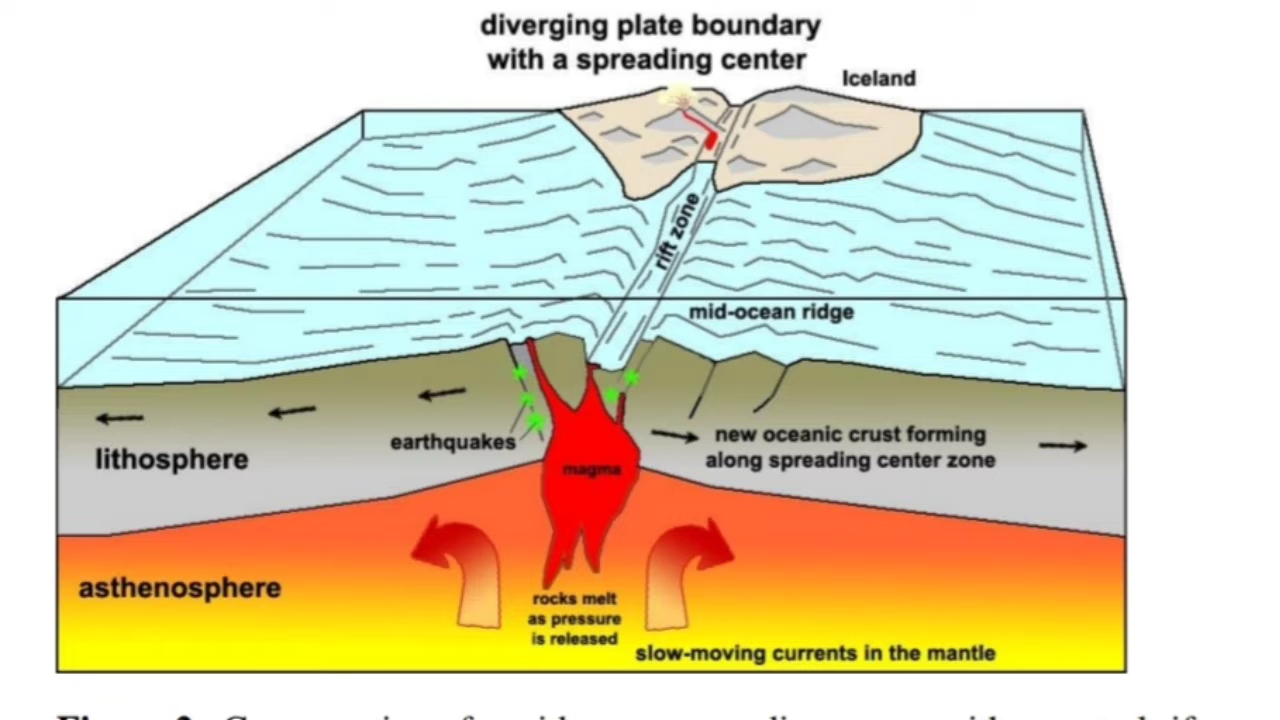 diverging plate boundary
with a spreading center
Iceland
rift zone
mid-ocean ridge
earthquakes
new oceanic crust forming
along spreading center zone
lithosphere
magma
asthenosphere
rocks melt
as pressure
is released
slow-moving currents in the mantle